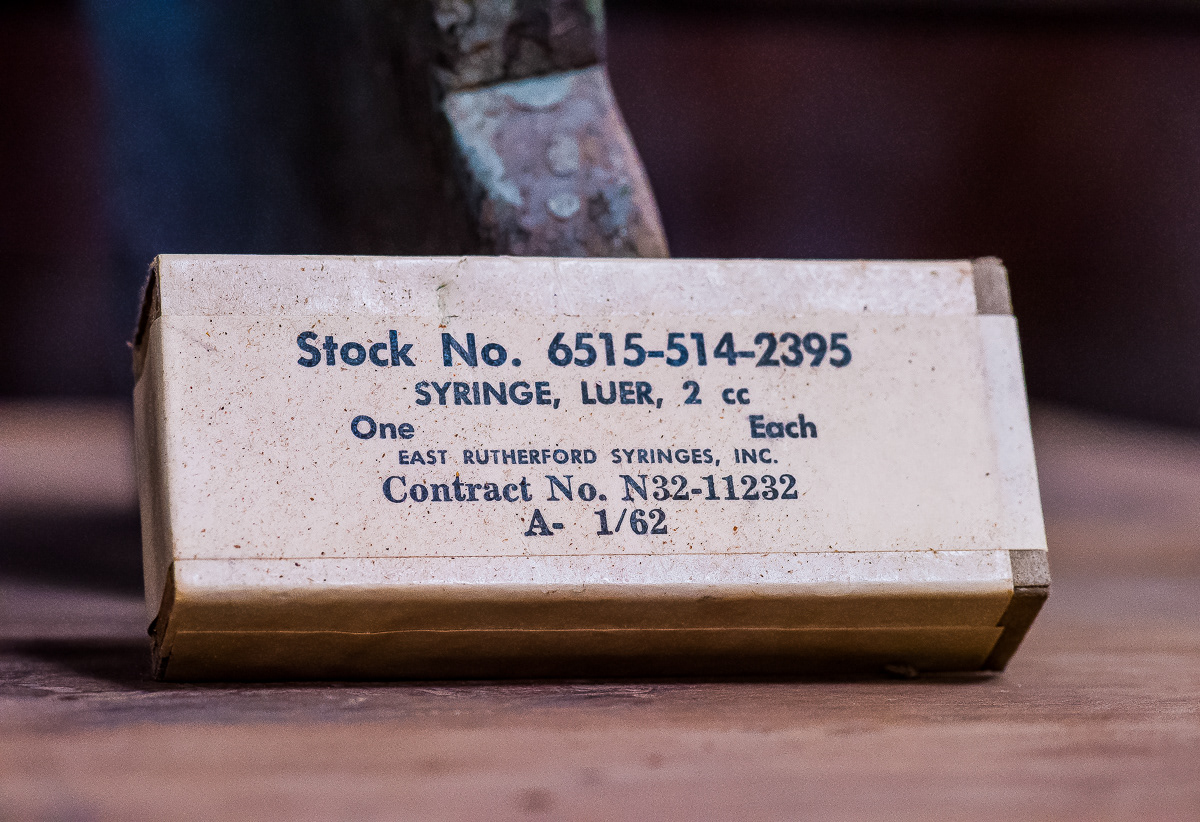 Stock No. 6515-514-2395
SYRINGE, LUER, 2 cc
One Each
EAST RUTHERFORD SYRINGES, INC.
Contract No. N32-11232
A- 1/62